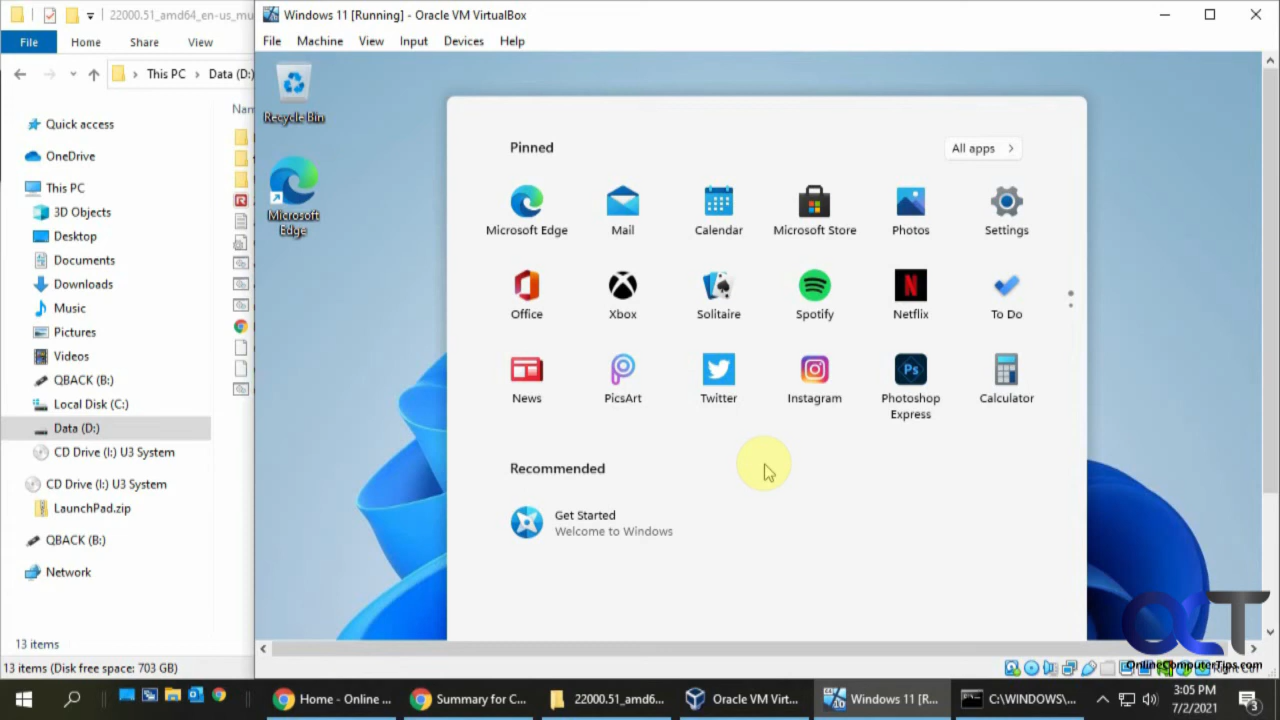 22000.51_amd64_en-us_mu
File
Home
Share
View
This PC
Data (D:)
Quick access
OneDrive
This PC
3D Objects
Desktop
Documents
Downloads
Music
Pictures
Videos
QBACK (B:)
Local Disk (C:)
Data (D:)
CD Drive (I:) U3 System
CD Drive (I:) U3 System
LaunchPad.zip
QBACK (B:)
Network
13 items
13 items (Disk free space: 703 GB)
Windows 11 [Running] - Oracle VM VirtualBox
File Machine View Input Devices Help
Recycle Bin
Microsoft
Edge
Pinned
All apps
Microsoft Edge
Mail
Calendar
Microsoft Store
Photos
Settings
Office
Xbox
Solitaire
Spotify
Netflix
To Do
News
PicsArt
Twitter
Instagram
Photoshop
Express
Calculator
Recommended
Get Started
Welcome to Windows
OCT
OnlineComputerTips.com
Home - Online ...
Summary for C...
22000.51_amd6...
Oracle VM Virt...
Windows 11 [R...
C:\WINDOWS\...
3:05 PM
7/2/2021
3